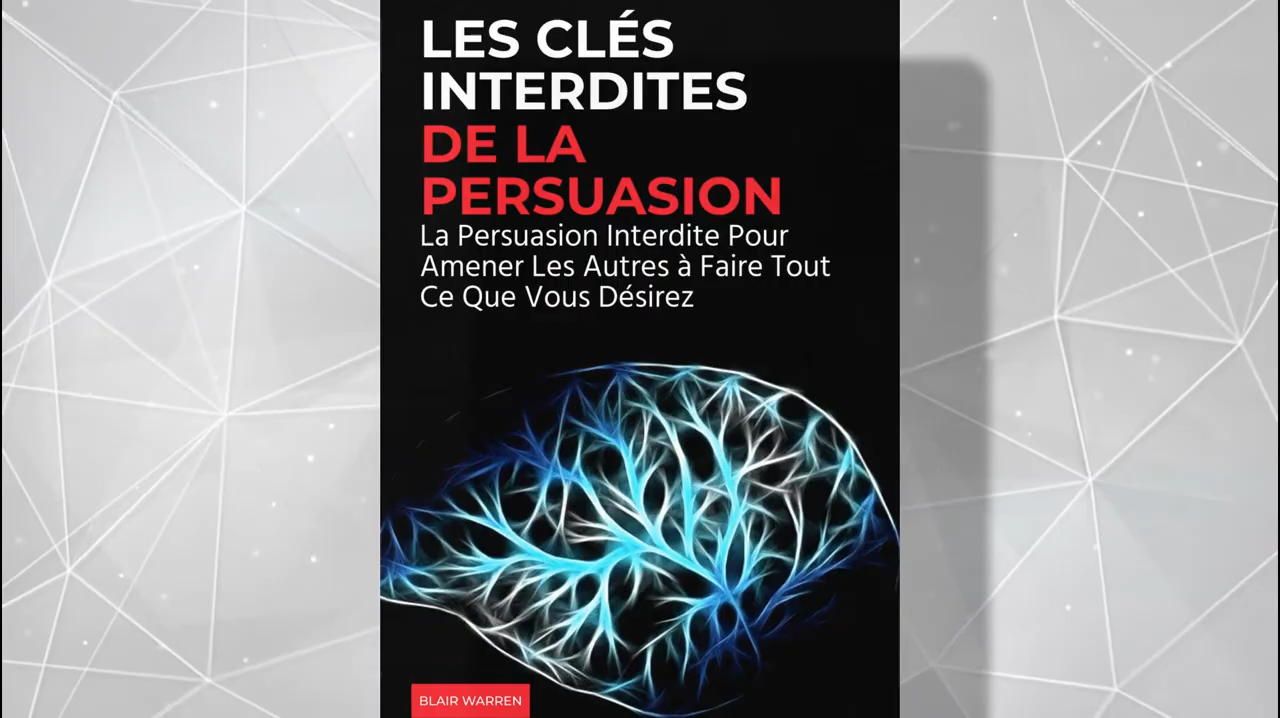 LES CLÉS
INTERDITES
DE LA
PERSUASION
La Persuasion Interdite Pour
Amener Les Autres à Faire Tout
Ce Que Vous Désirez
BLAIR WARREN